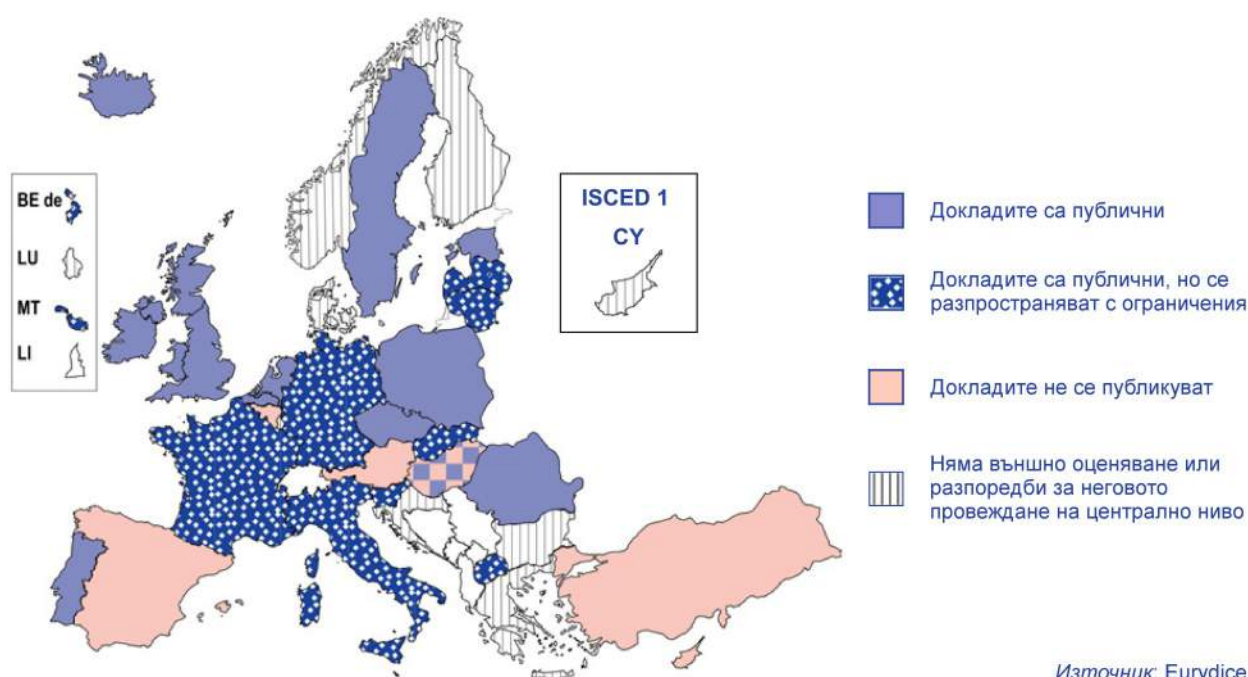 BE de
LU
MT
LI
ISCED 1
CY
Докладите са публични
Докладите са публични, но се
разпространяват с ограничения
Докладите не се публикуват
Няма външно оценяване или
разпоредби за неговото
провеждане на централно ниво
Източник: Eurydice